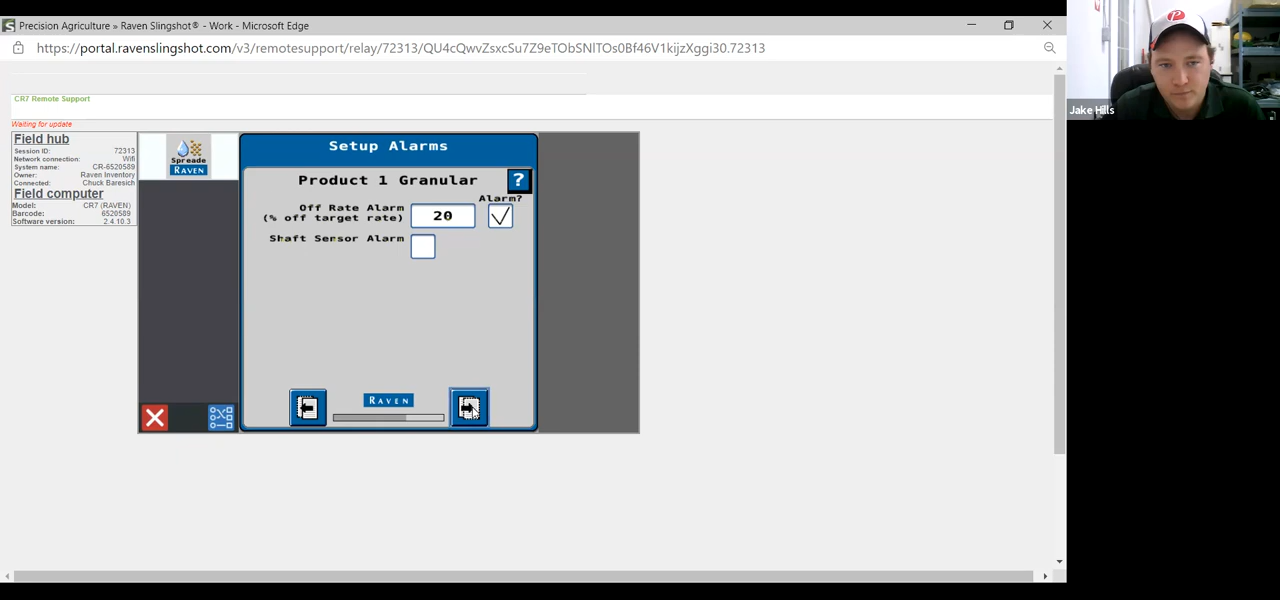 Precision Agriculture » Raven Slingshot® - Work - Microsoft Edge
https://portal.ravenslingshot.com/v3/remotesupport/relay/72313/QU4cQwvZsxcSu7Z9eTObSNlTOs0Bf46V1kijzXggi30.72313
Jake Hills
CR7 Remote Support
Waiting for update
Field hub
Session ID: 72313
Network connection: Wifi
System name: CR-6520589
Owner: Raven Inventory
Connected: Chuck Baresich
Field computer
Model: CR7 (RAVEN)
Barcode: 6520589
Software version: 2.4.10.3
Spreade
RAVEN
Setup Alarms
Product 1 Granular
?
Alarm?
Off Rate Alarm
(% off target rate)
20
Shaft Sensor Alarm
RAVEN